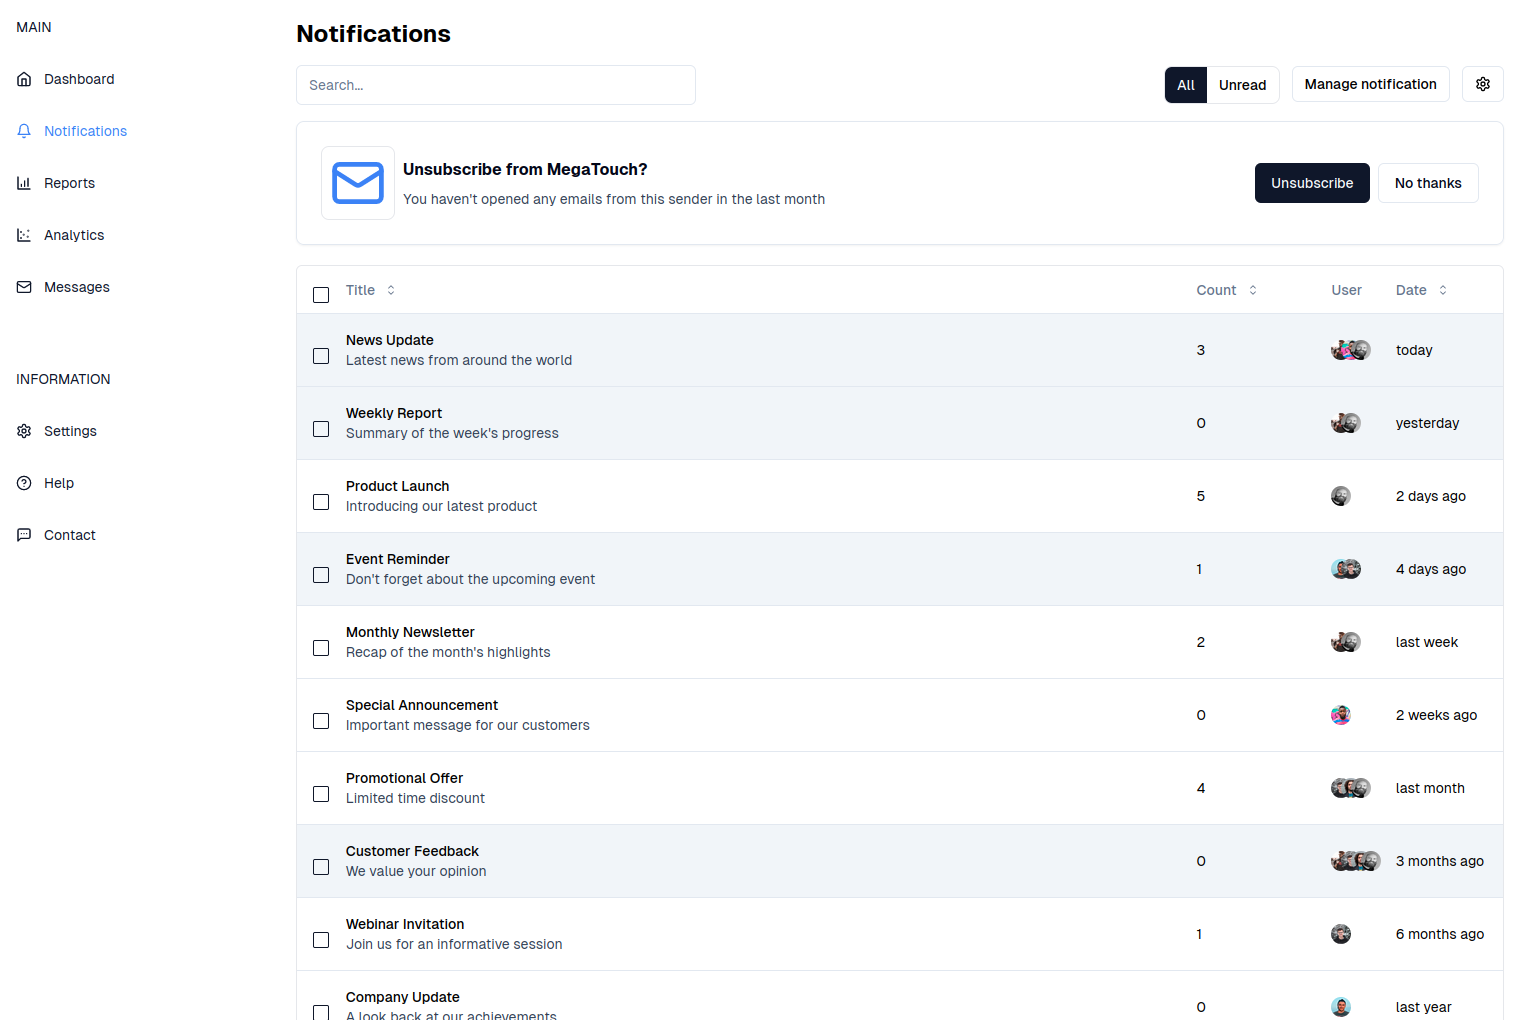 MAIN
Dashboard
Notifications
Reports
Analytics
Messages
INFORMATION
Settings
Help
Contact
Notifications
Search...
All Unread Manage notification
Unsubscribe from MegaTouch?
You haven't opened any emails from this sender in the last month
Unsubscribe No thanks
Title Count User Date
News Update
Latest news from around the world
3 today
Weekly Report
Summary of the week's progress
0 yesterday
Product Launch
Introducing our latest product
5 2 days ago
Event Reminder
Don't forget about the upcoming event
1 4 days ago
Monthly Newsletter
Recap of the month's highlights
2 last week
Special Announcement
Important message for our customers
0 2 weeks ago
Promotional Offer
Limited time discount
4 last month
Customer Feedback
We value your opinion
0 3 months ago
Webinar Invitation
Join us for an informative session
1 6 months ago
Company Update
A look back at our achievements
0 last year